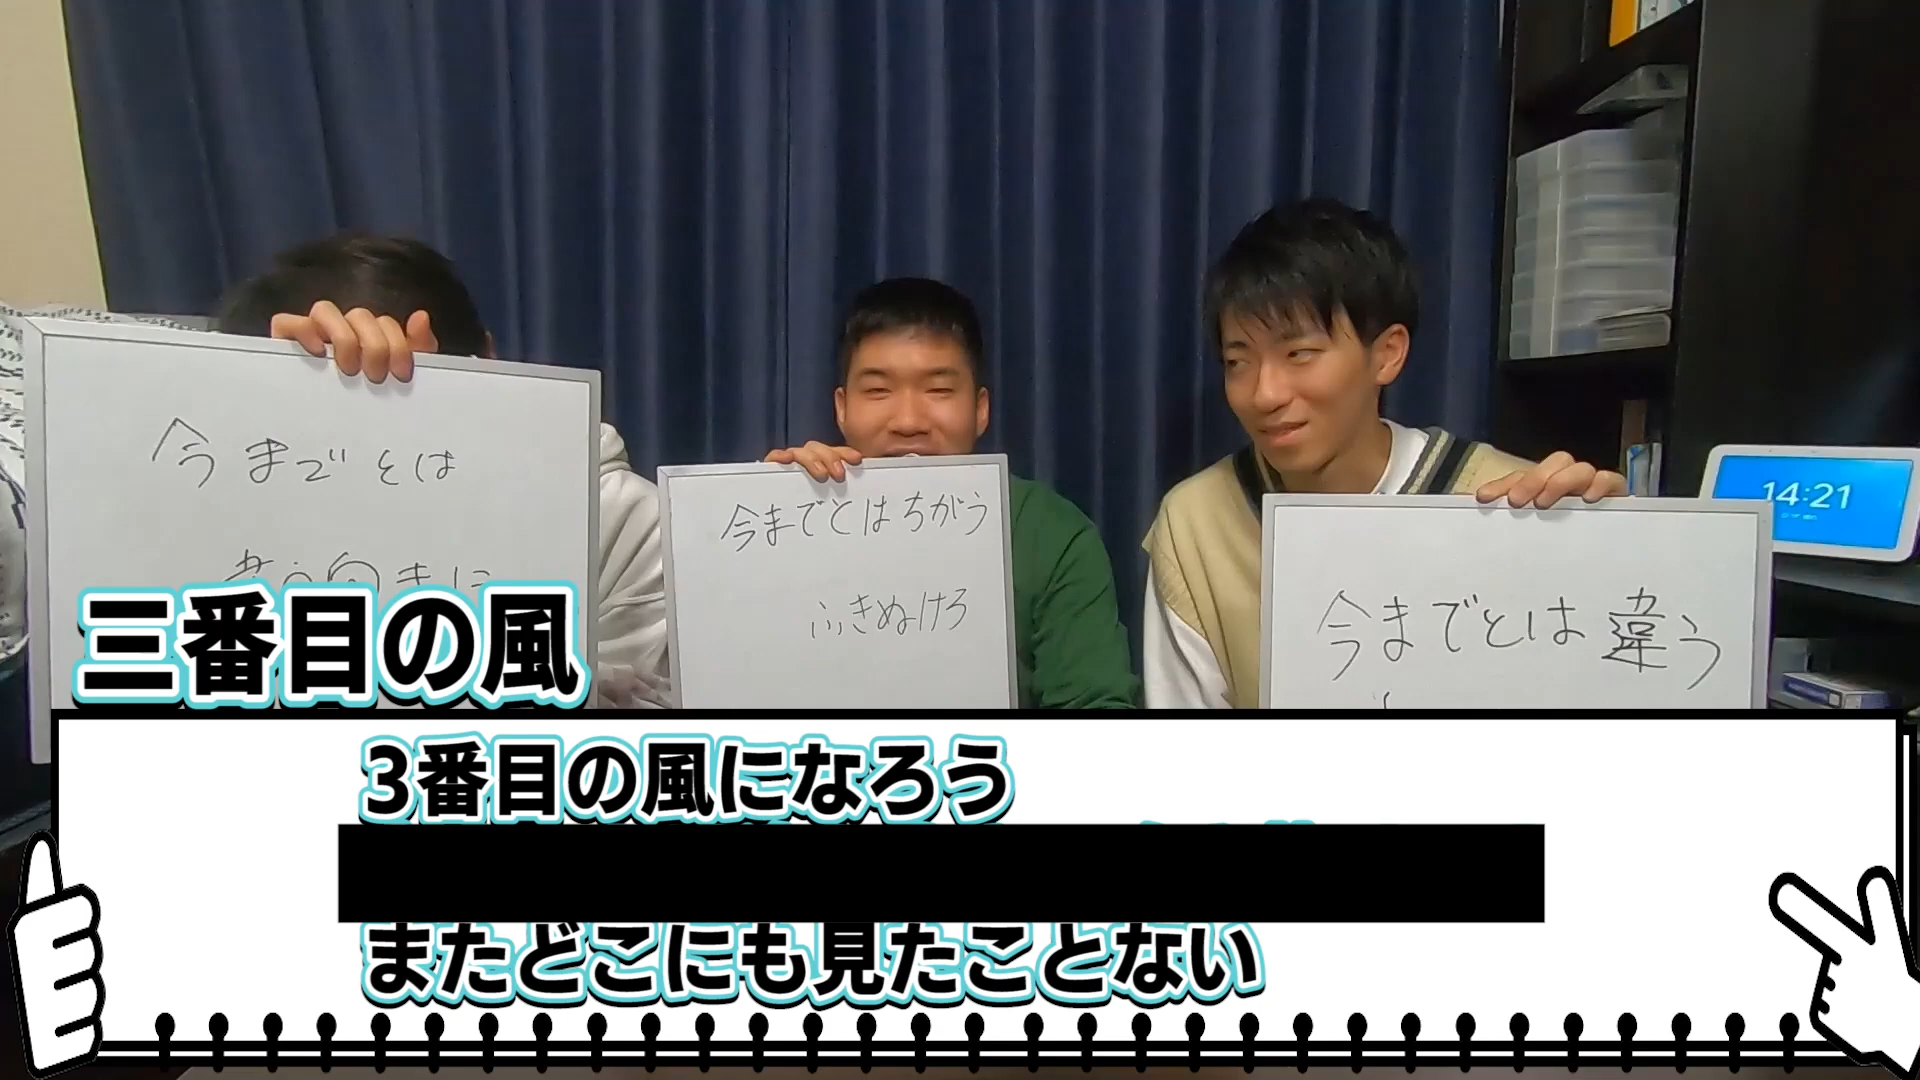 今までとは
今までとはちがう
ふきぬけろ
今までとは違う
14:21
三番目の風
3番目の風になろう
まだどこにも見たことない